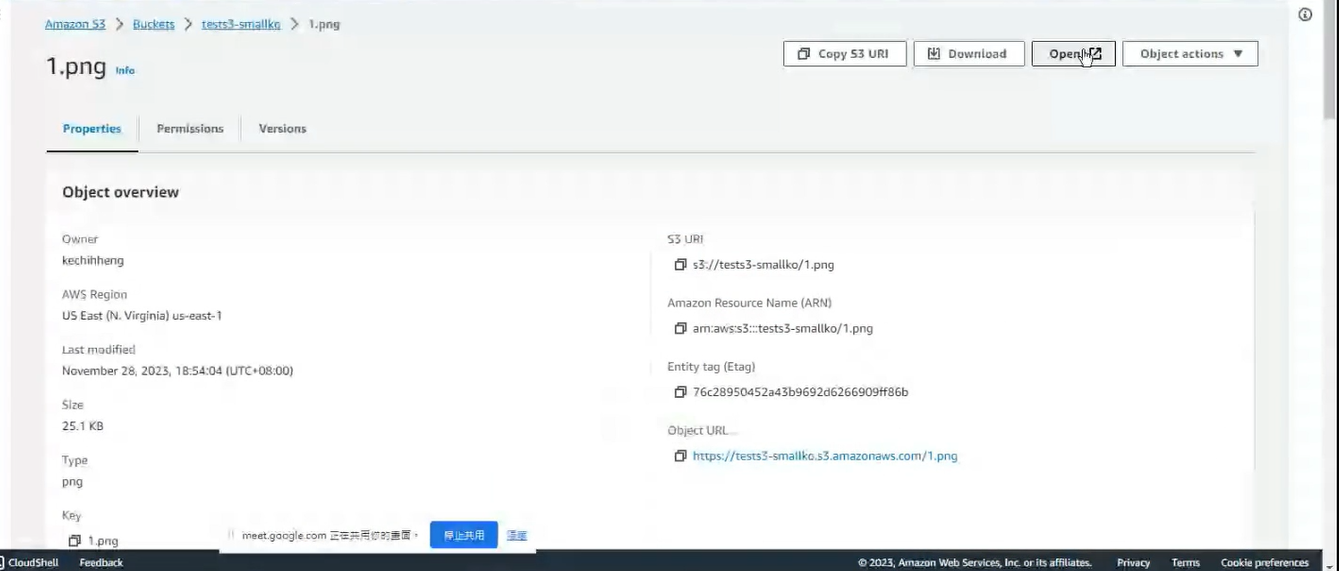 Amazon S3 > Buckets > tests3-smallko > 1.png
1.png Info
Copy S3 URI
Download
Open
Object actions
Properties
Permissions
Versions
Object overview
Owner
kechihheng
AWS Region
US East (N. Virginia) us-east-1
Last modified
November 28, 2023, 18:54:04 (UTC+08:00)
Size
25.1 KB
Type
png
Key
1.png
S3 URI
s3://tests3-smallko/1.png
Amazon Resource Name (ARN)
arn:aws:s3:::tests3-smallko/1.png
Entity tag (Etag)
76c28950452a43b9692d6266909ff86b
Object URL
https://tests3-smallko.s3.amazonaws.com/1.png
meet.google.com 正在共用你的畫面。
停止共用
隱藏
CloudShell
Feedback
© 2023, Amazon Web Services, Inc. or its affiliates.
Privacy
Terms
Cookie preferences